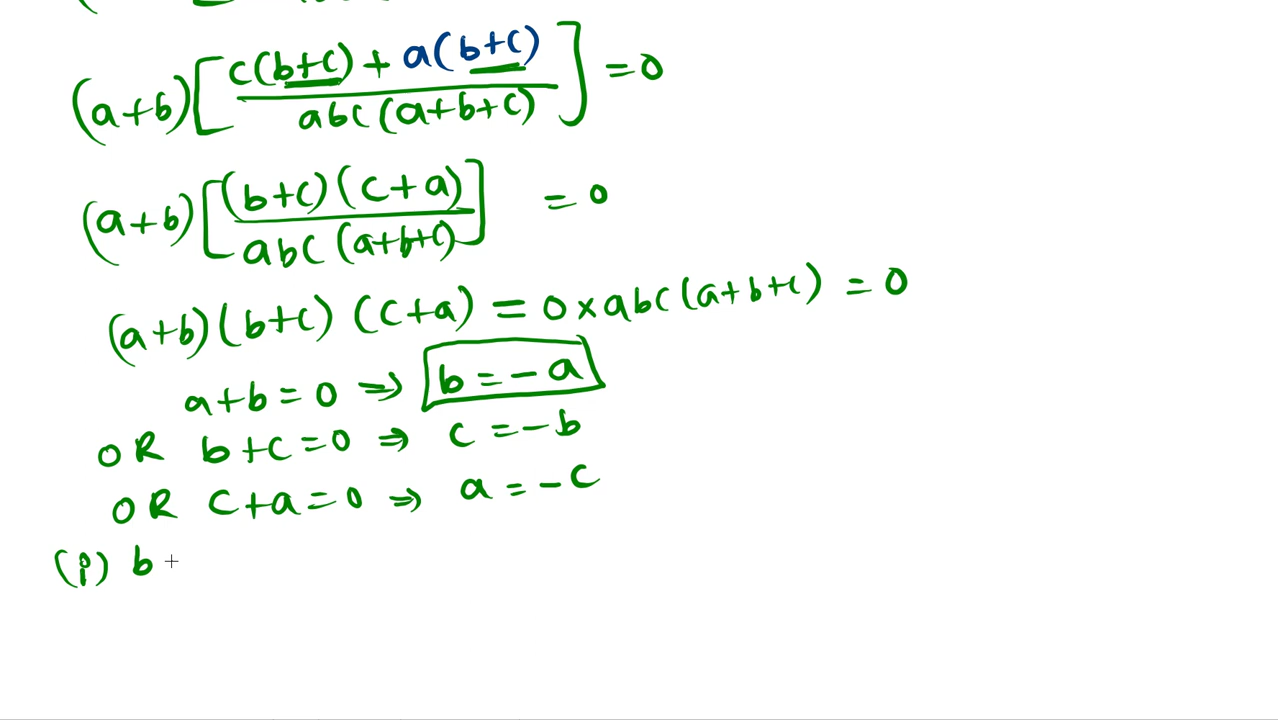 (a+b)[c(b+c)+a(b+c)/abc(a+b+c)]=0
(a+b)[(b+c)(c+a)/abc(a+b+c)] =0
(a+b)(b+c)(c+a)=0×abc(a+b+c)=0
a+b=0 ⇒ b=-a
OR b+c=0 ⇒ c=-b
OR c+a=0 ⇒ a=-c
(i) b